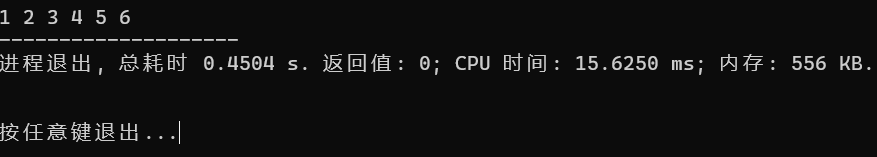 1 2 3 4 5 6
--------------------
进程退出, 总耗时 0.4504 s. 返回值: 0; CPU 时间: 15.6250 ms; 内存: 556 KB.
按任意键退出...